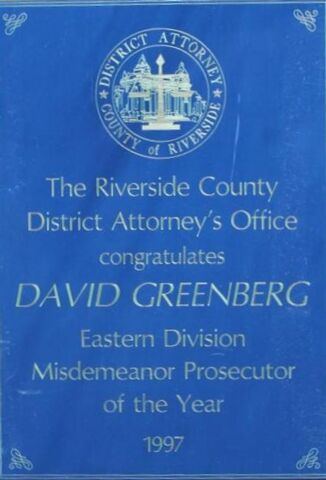 DISTRICT ATTORNEY
COUNTY of RIVERSIDE
The Riverside County
District Attorney's Office
congratulates
DAVID GREENBERG
Eastern Division
Misdemeanor Prosecutor
of the Year
1997